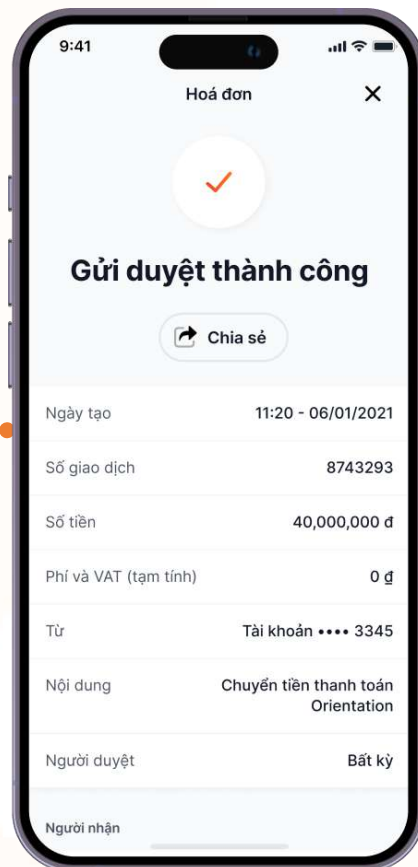 9:41
Hoá đơn
Gửi duyệt thành công
Chia sẻ
Ngày tạo 11:20 - 06/01/2021
Số giao dịch 8743293
Số tiền 40,000,000 đ
Phí và VAT (tạm tính) 0 ₫
Từ Tài khoản •••• 3345
Nội dung Chuyển tiền thanh toán
Orientation
Người duyệt Bất kỳ
Người nhận